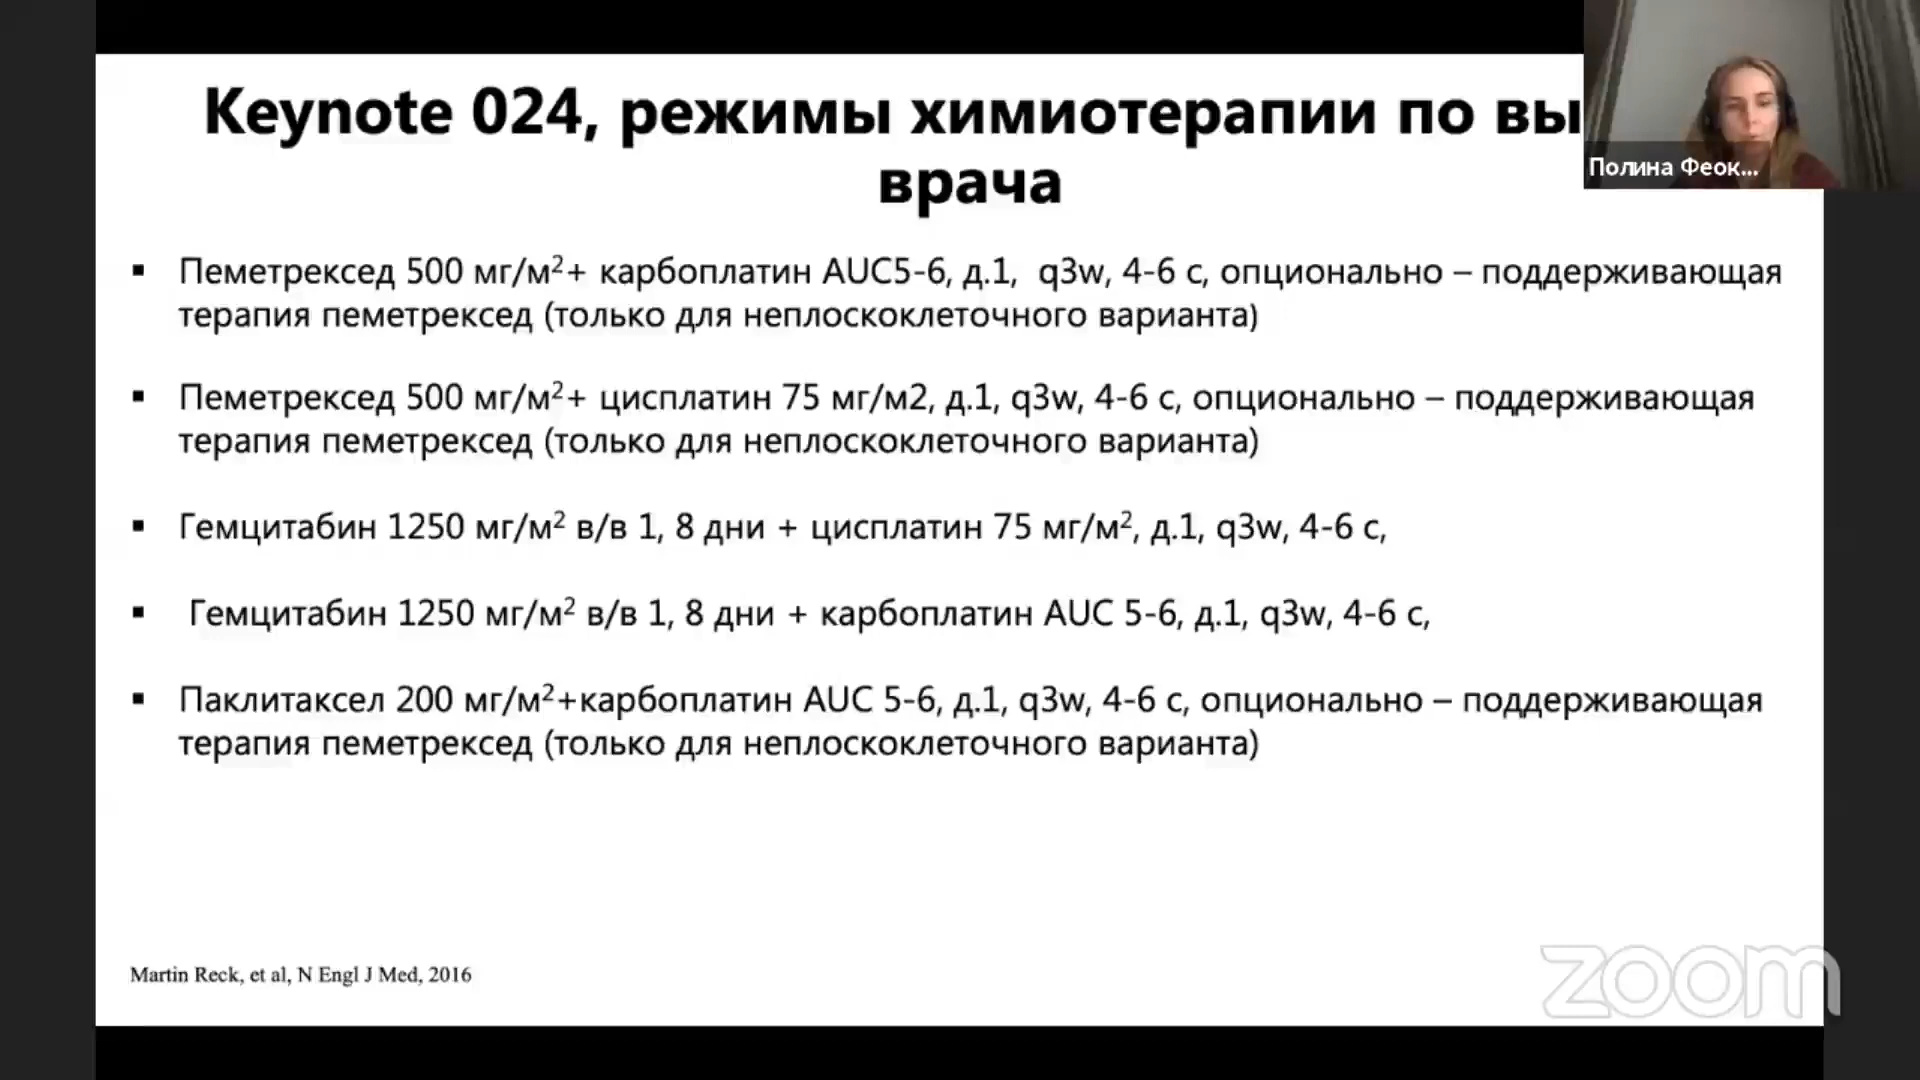 Keynote 024, режимы химиотерапии по вы
врача
Полина Феок...
▪ Пеметрексед 500 мг/м²+ карбоплатин AUC5-6, д.1, q3w, 4-6 с, опционально – поддерживающая
терапия пеметрексед (только для неплоскоклеточного варианта)
▪ Пеметрексед 500 мг/м²+ цисплатин 75 мг/м2, д.1, q3w, 4-6 с, опционально – поддерживающая
терапия пеметрексед (только для неплоскоклеточного варианта)
▪ Гемцитабин 1250 мг/м² в/в 1, 8 дни + цисплатин 75 мг/м², д.1, q3w, 4-6 с,
▪ Гемцитабин 1250 мг/м² в/в 1, 8 дни + карбоплатин AUC 5-6, д.1, q3w, 4-6 с,
▪ Паклитаксел 200 мг/м²+карбоплатин AUC 5-6, д.1, q3w, 4-6 с, опционально – поддерживающая
терапия пеметрексед (только для неплоскоклеточного варианта)
Martin Reck, et al, N Engl J Med, 2016
zoom